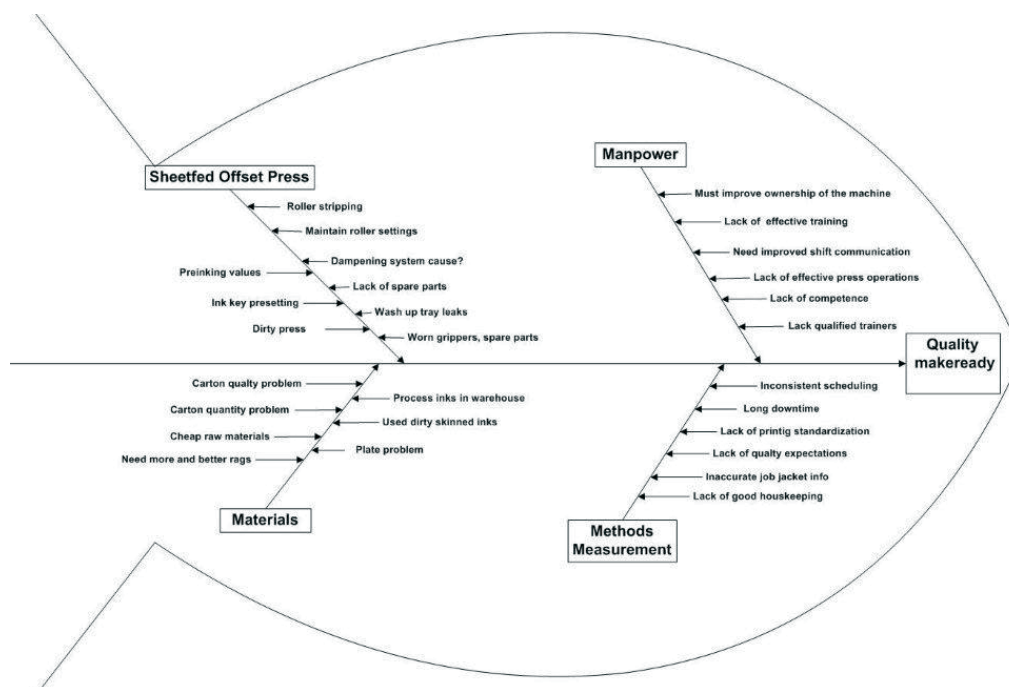 Sheetfed Offset Press
Roller stripping
Maintain roller settings
Dampening system cause?
Preinking values
Lack of spare parts
Ink key presetting
Wash up tray leaks
Dirty press
Worn grippers, spare parts
Manpower
Must improve ownership of the machine
Lack of effective training
Need improved shift communication
Lack of effective press operations
Lack of competence
Lack qualified trainers
Quality
makeready
Carton qualty problem
Process inks in warehouse
Carton quantity problem
Used dirty skinned inks
Cheap raw materials
Plate problem
Need more and better rags
Materials
Inconsistent scheduling
Long downtime
Lack of printig standardization
Lack of qualty expectations
Inaccurate job jacket info
Lack of good houskeeping
Methods
Measurement